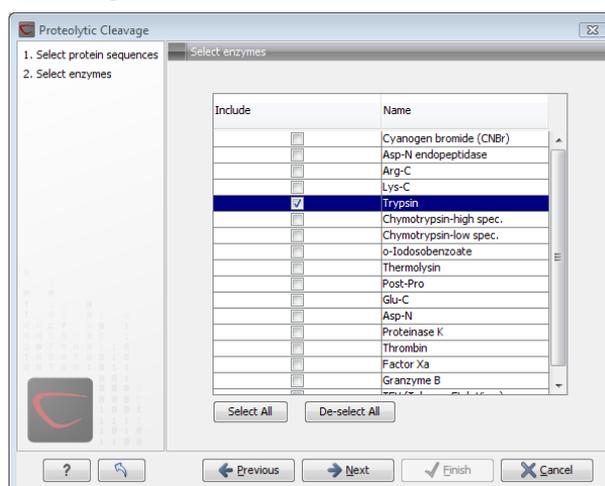 Proteolytic Cleavage
1. Select protein sequences
2. Select enzymes
Select enzymes
Include Name
Cyanogen bromide (CNBr)
Asp-N endopeptidase
Arg-C
Lys-C
Trypsin
Chymotrypsin-high spec.
Chymotrypsin-low spec.
o-Iodosobenzoate
Thermolysin
Post-Pro
Glu-C
Asp-N
Proteinase K
Thrombin
Factor Xa
Granzyme B
Select All De-select All
? Previous Next Finish Cancel